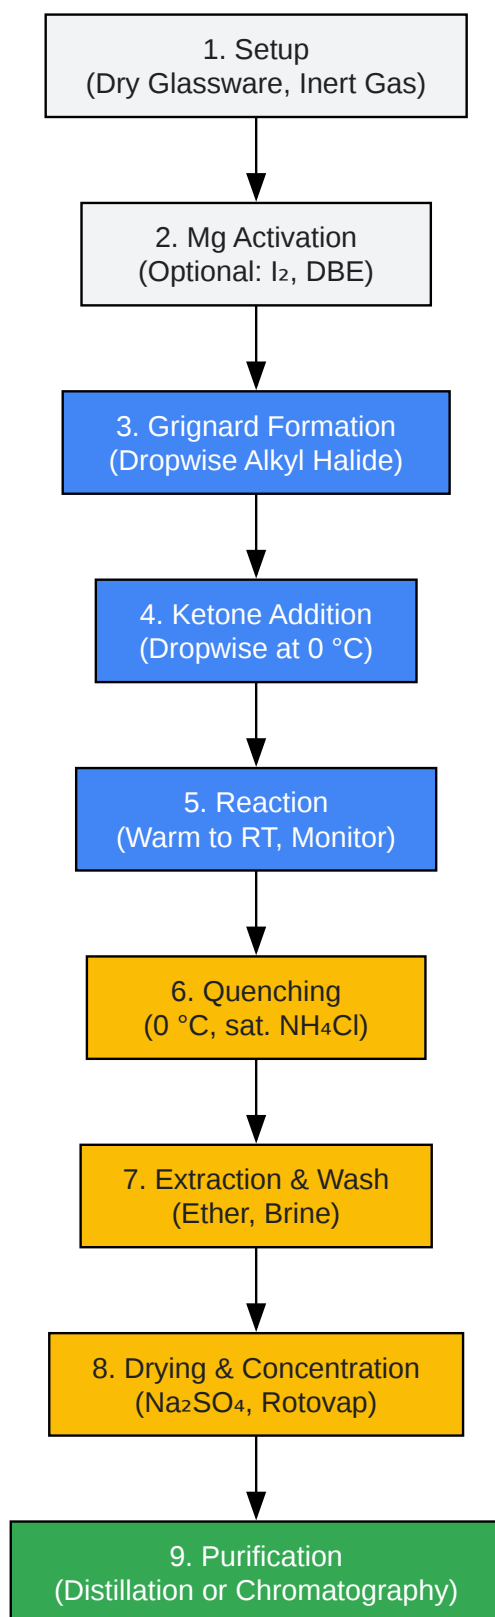 1. Setup
(Dry Glassware, Inert Gas)
2. Mg Activation
(Optional: I₂, DBE)
3. Grignard Formation
(Dropwise Alkyl Halide)
4. Ketone Addition
(Dropwise at 0 °C)
5. Reaction
(Warm to RT, Monitor)
6. Quenching
(0 °C, sat. NH₄Cl)
7. Extraction & Wash
(Ether, Brine)
8. Drying & Concentration
(Na₂SO₄, Rotovap)
9. Purification
(Distillation or Chromatography)